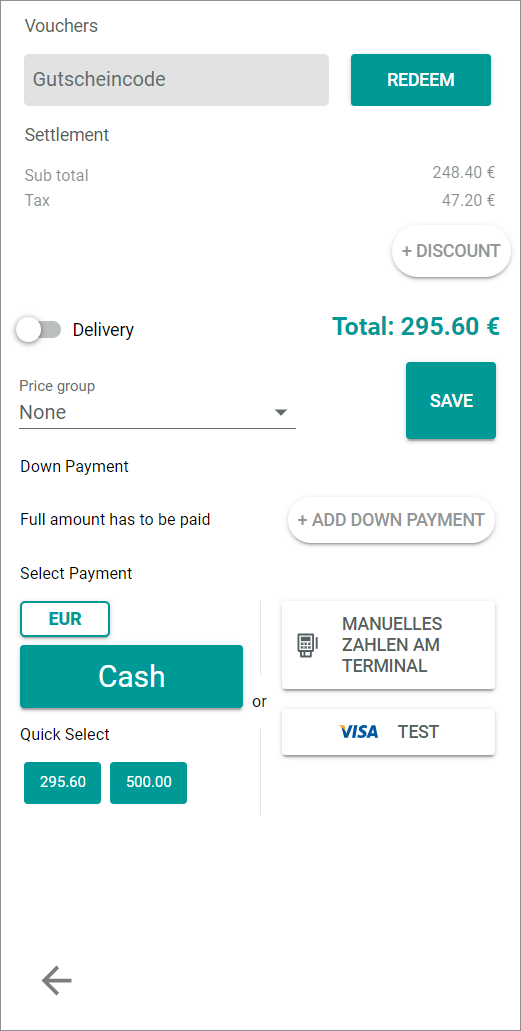 Vouchers
Gutscheincode
REDEEM
Settlement
Sub total 248.40 €
Tax 47.20 €
+ DISCOUNT
Delivery
Total: 295.60 €
Price group
None
SAVE
Down Payment
Full amount has to be paid
+ ADD DOWN PAYMENT
Select Payment
EUR
Cash
Quick Select
295.60 500.00
or
MANUELLES
ZAHLEN AM
TERMINAL
VISA TEST